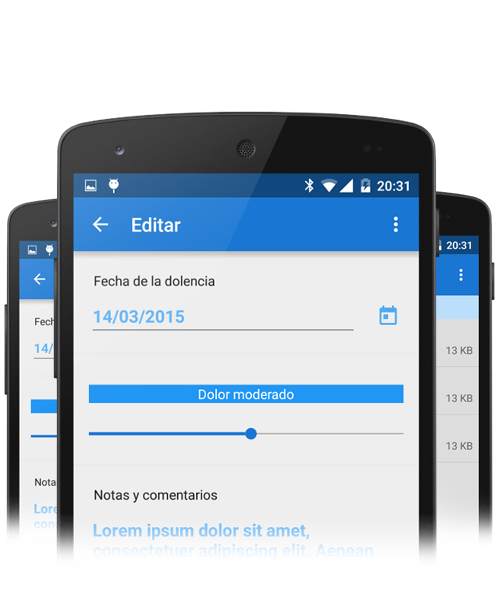 20:31
Editar
Fecha de la dolencia
14/03/2015
Dolor moderado
Notas y comentarios
Lorem ipsum dolor sit amet,
consectetuer adipiscing elit. Aenean
Fech
14/
Nota
Lore
con
20:31
13 KB
13 KB
13 KB